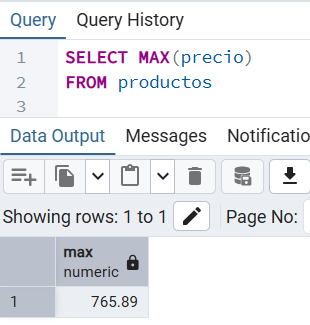 Query Query History
1 SELECT MAX(precio)
2 FROM productos
3
Data Output Messages Notificatio
Showing rows: 1 to 1 Page No:
max
numeric
1 765.89